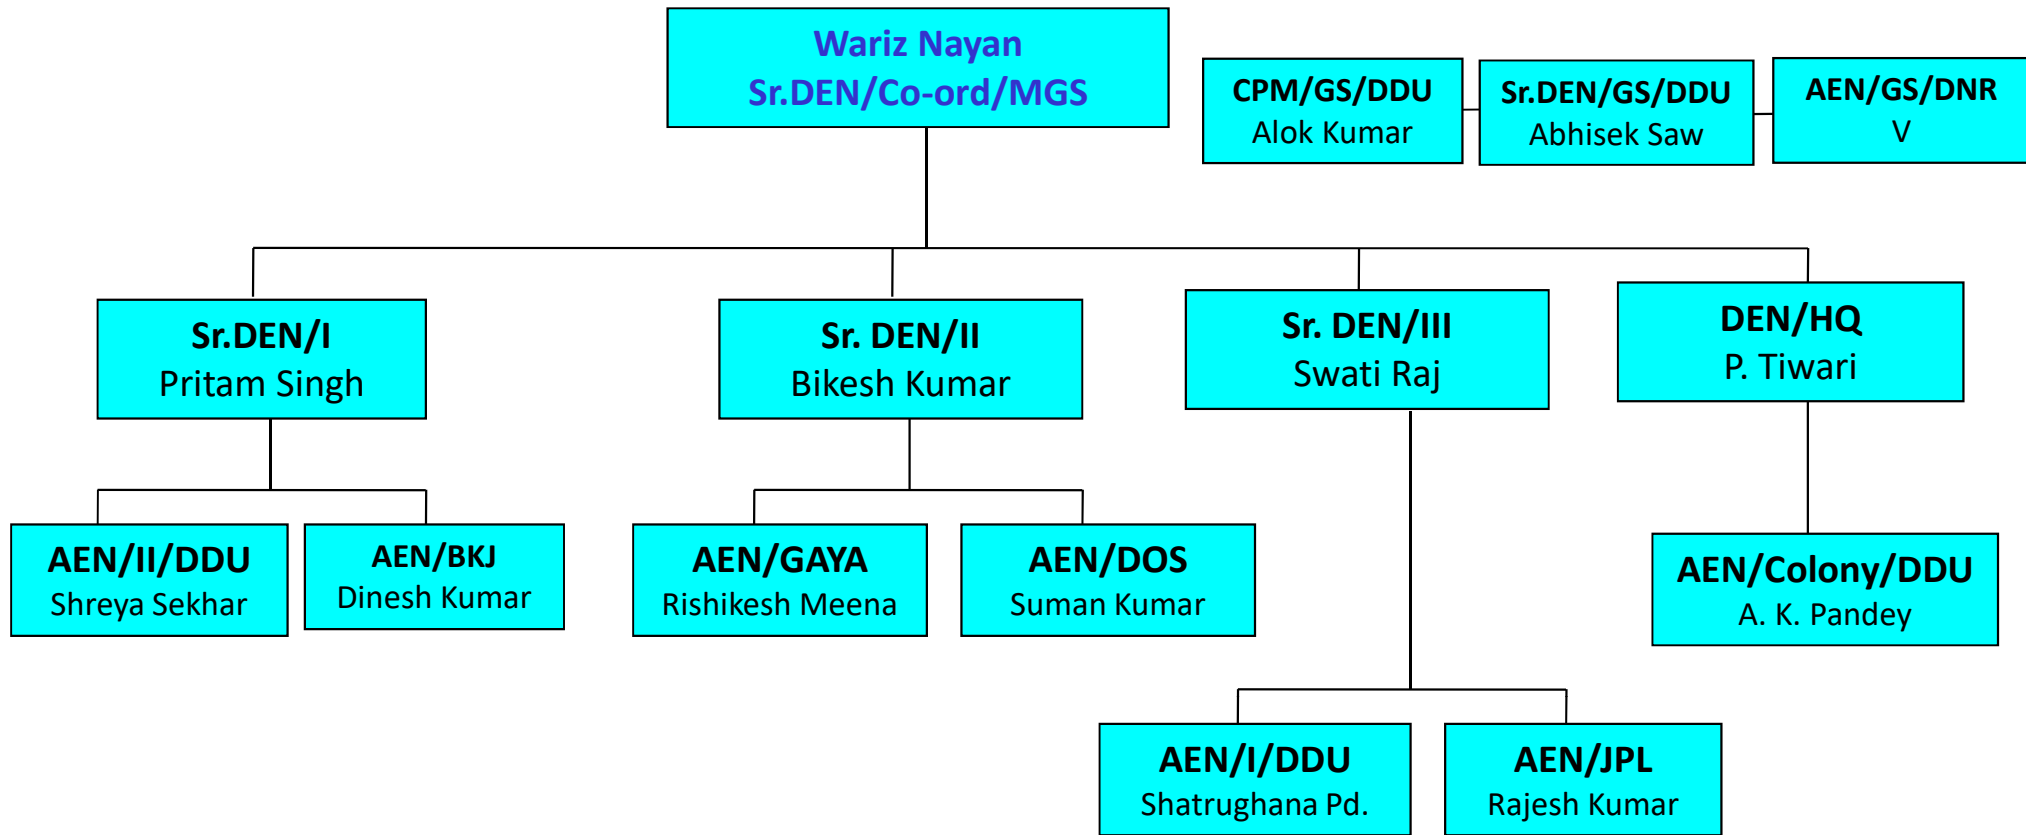 Wariz Nayan
Sr.DEN/Co-ord/MGS
CPM/GS/DDU
Alok Kumar
Sr.DEN/GS/DDU
Abhisek Saw
AEN/GS/DNR
V
Sr.DEN/I
Pritam Singh
Sr. DEN/II
Bikesh Kumar
Sr. DEN/III
Swati Raj
DEN/HQ
P. Tiwari
AEN/II/DDU
Shreya Sekhar
AEN/BKJ
Dinesh Kumar
AEN/GAYA
Rishikesh Meena
AEN/DOS
Suman Kumar
AEN/Colony/DDU
A. K. Pandey
AEN/I/DDU
Shatrughana Pd.
AEN/JPL
Rajesh Kumar